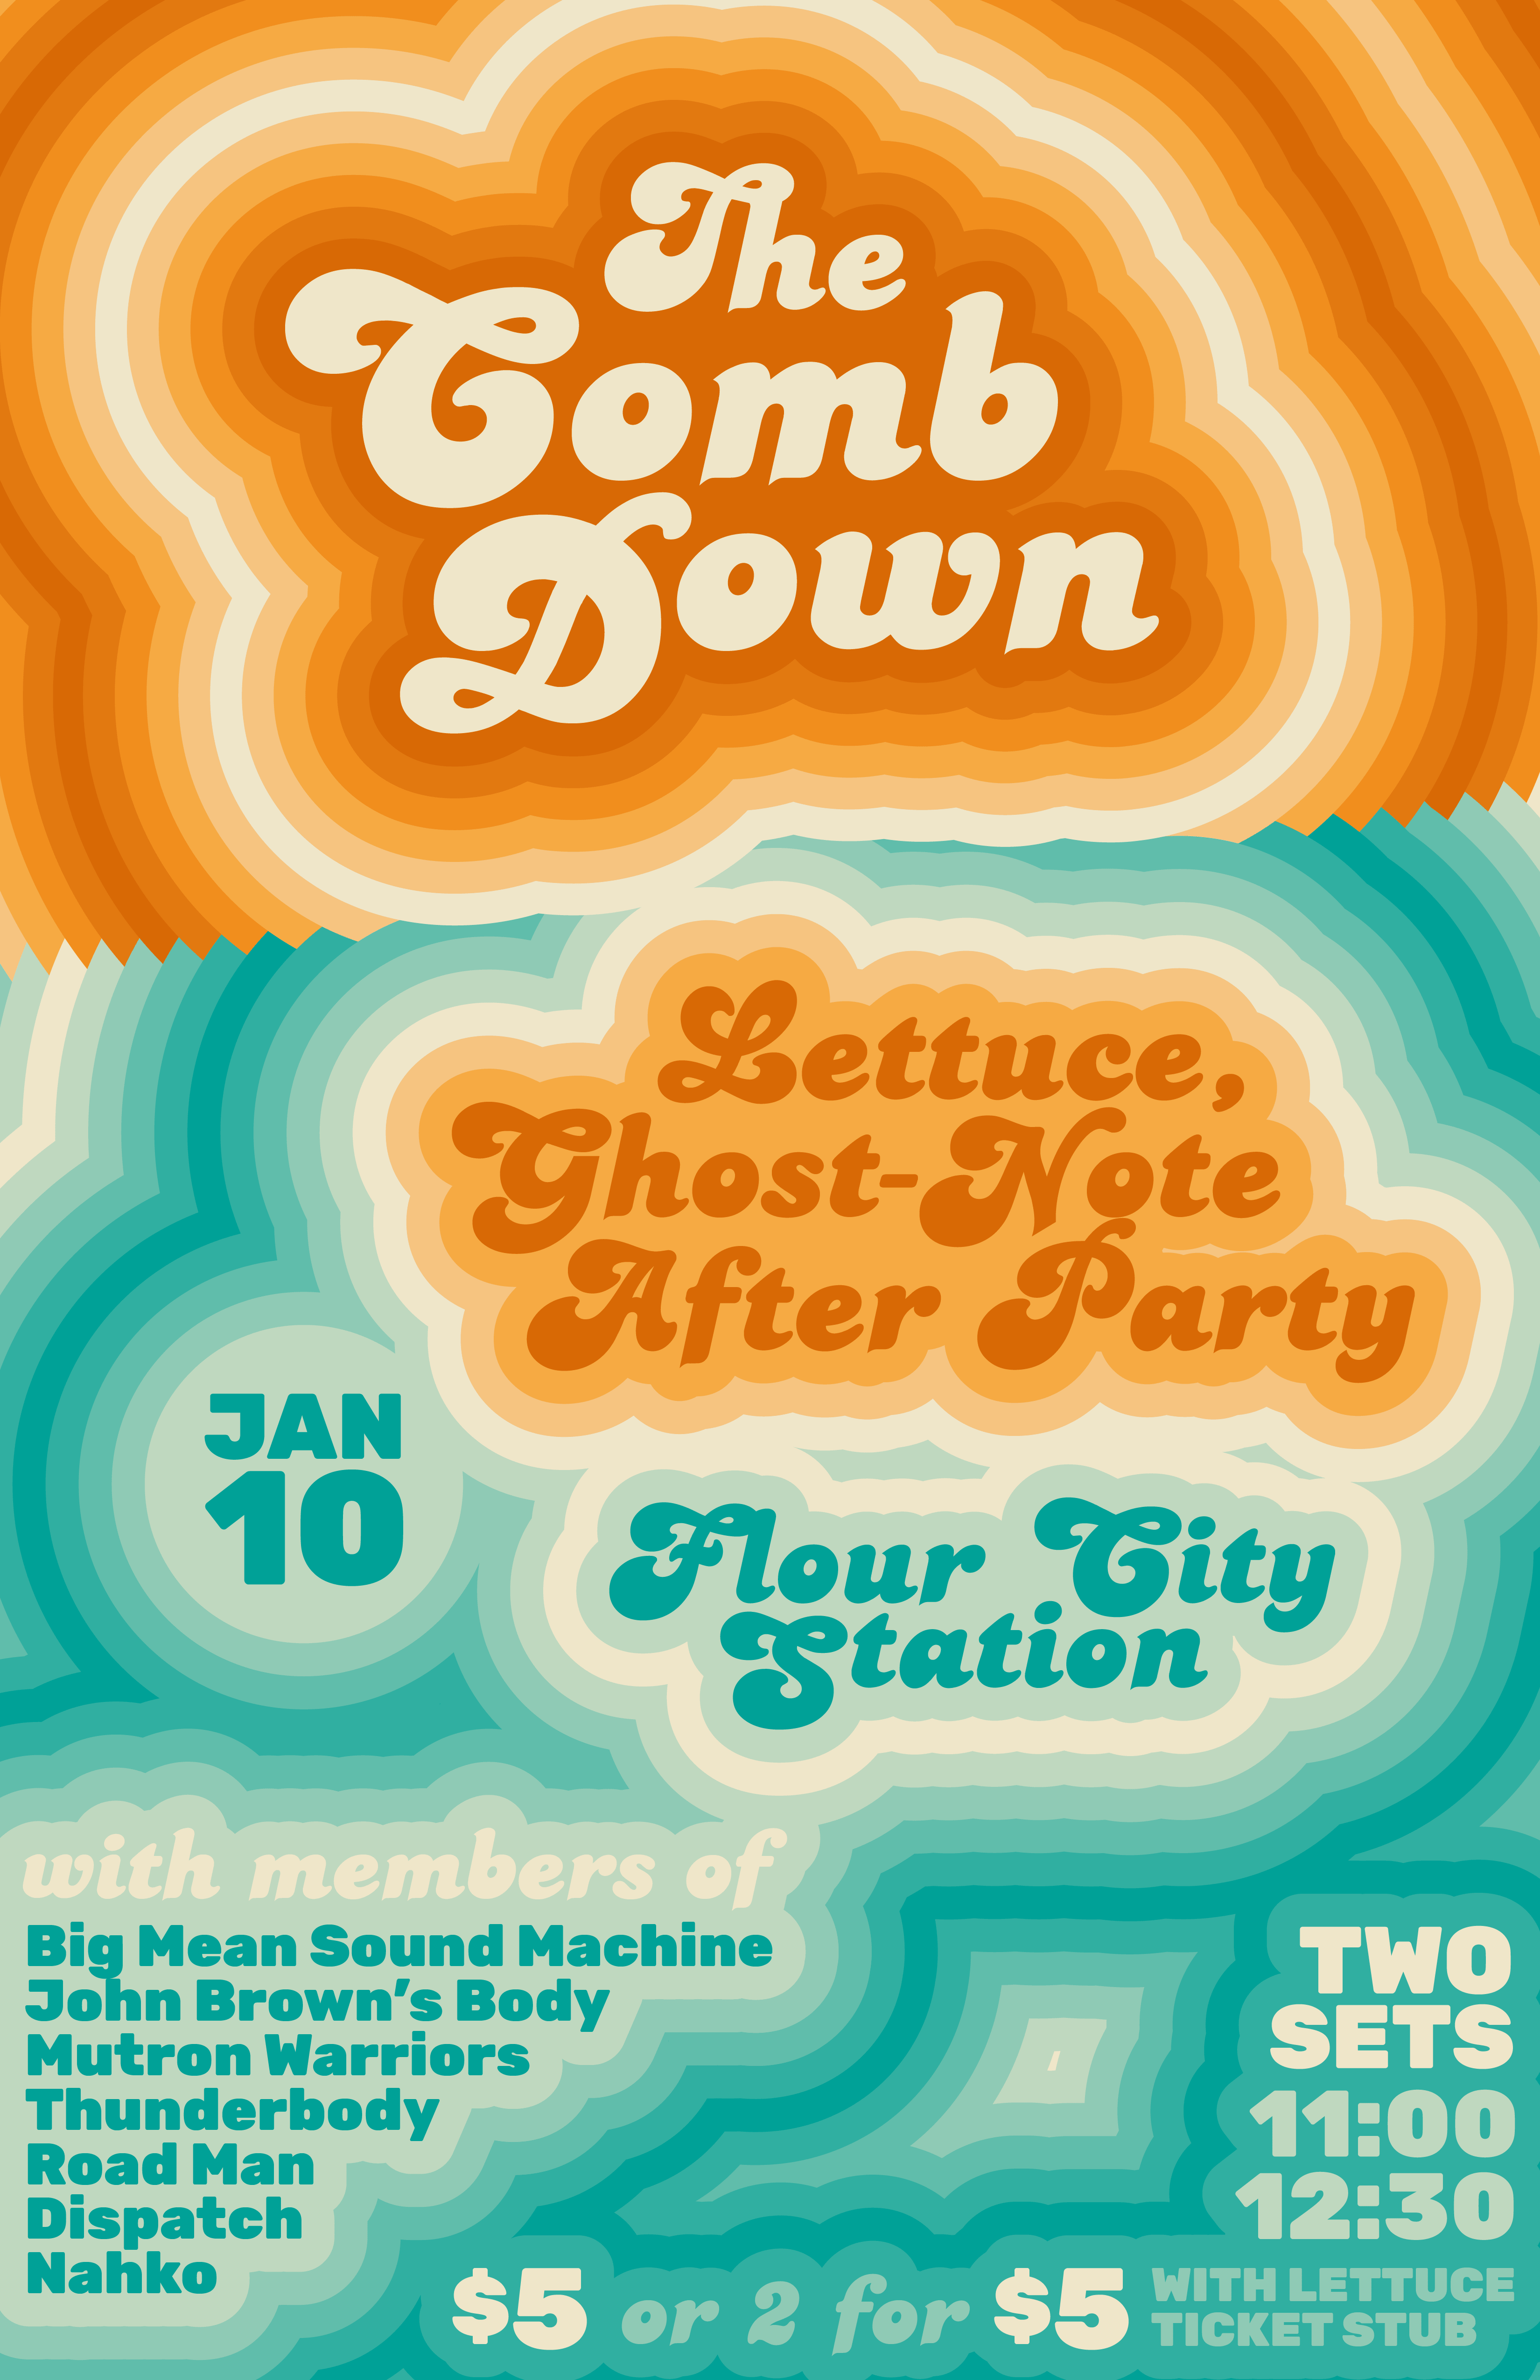 The
Comb
Down
Lettuce,
Ghost-Note
After Party
JAN
10
Flour City
Station
with members of
Big Mean Sound Machine
John Brown’s Body
Mutron Warriors
Thunderbody
Road Man
Dispatch
Nahko
TWO
SETS
11:00
12:30
$5 or 2 for $5
WITH LETTUCE
TICKET STUB